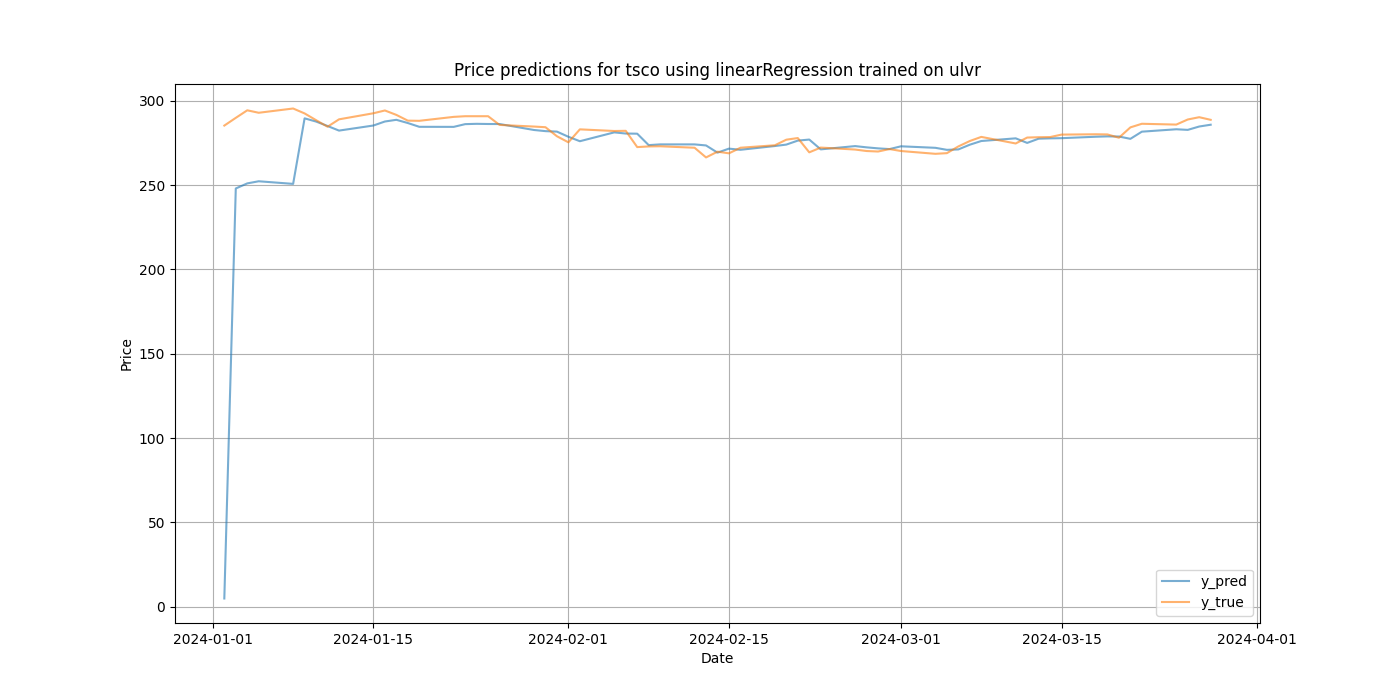 Price predictions for tsco using linearRegression trained on ulvr
300
250
200
150
100
50
0
Price
2024-01-01
2024-01-15
2024-02-01
2024-02-15
2024-03-01
2024-03-15
2024-04-01
Date
y_pred
y_true